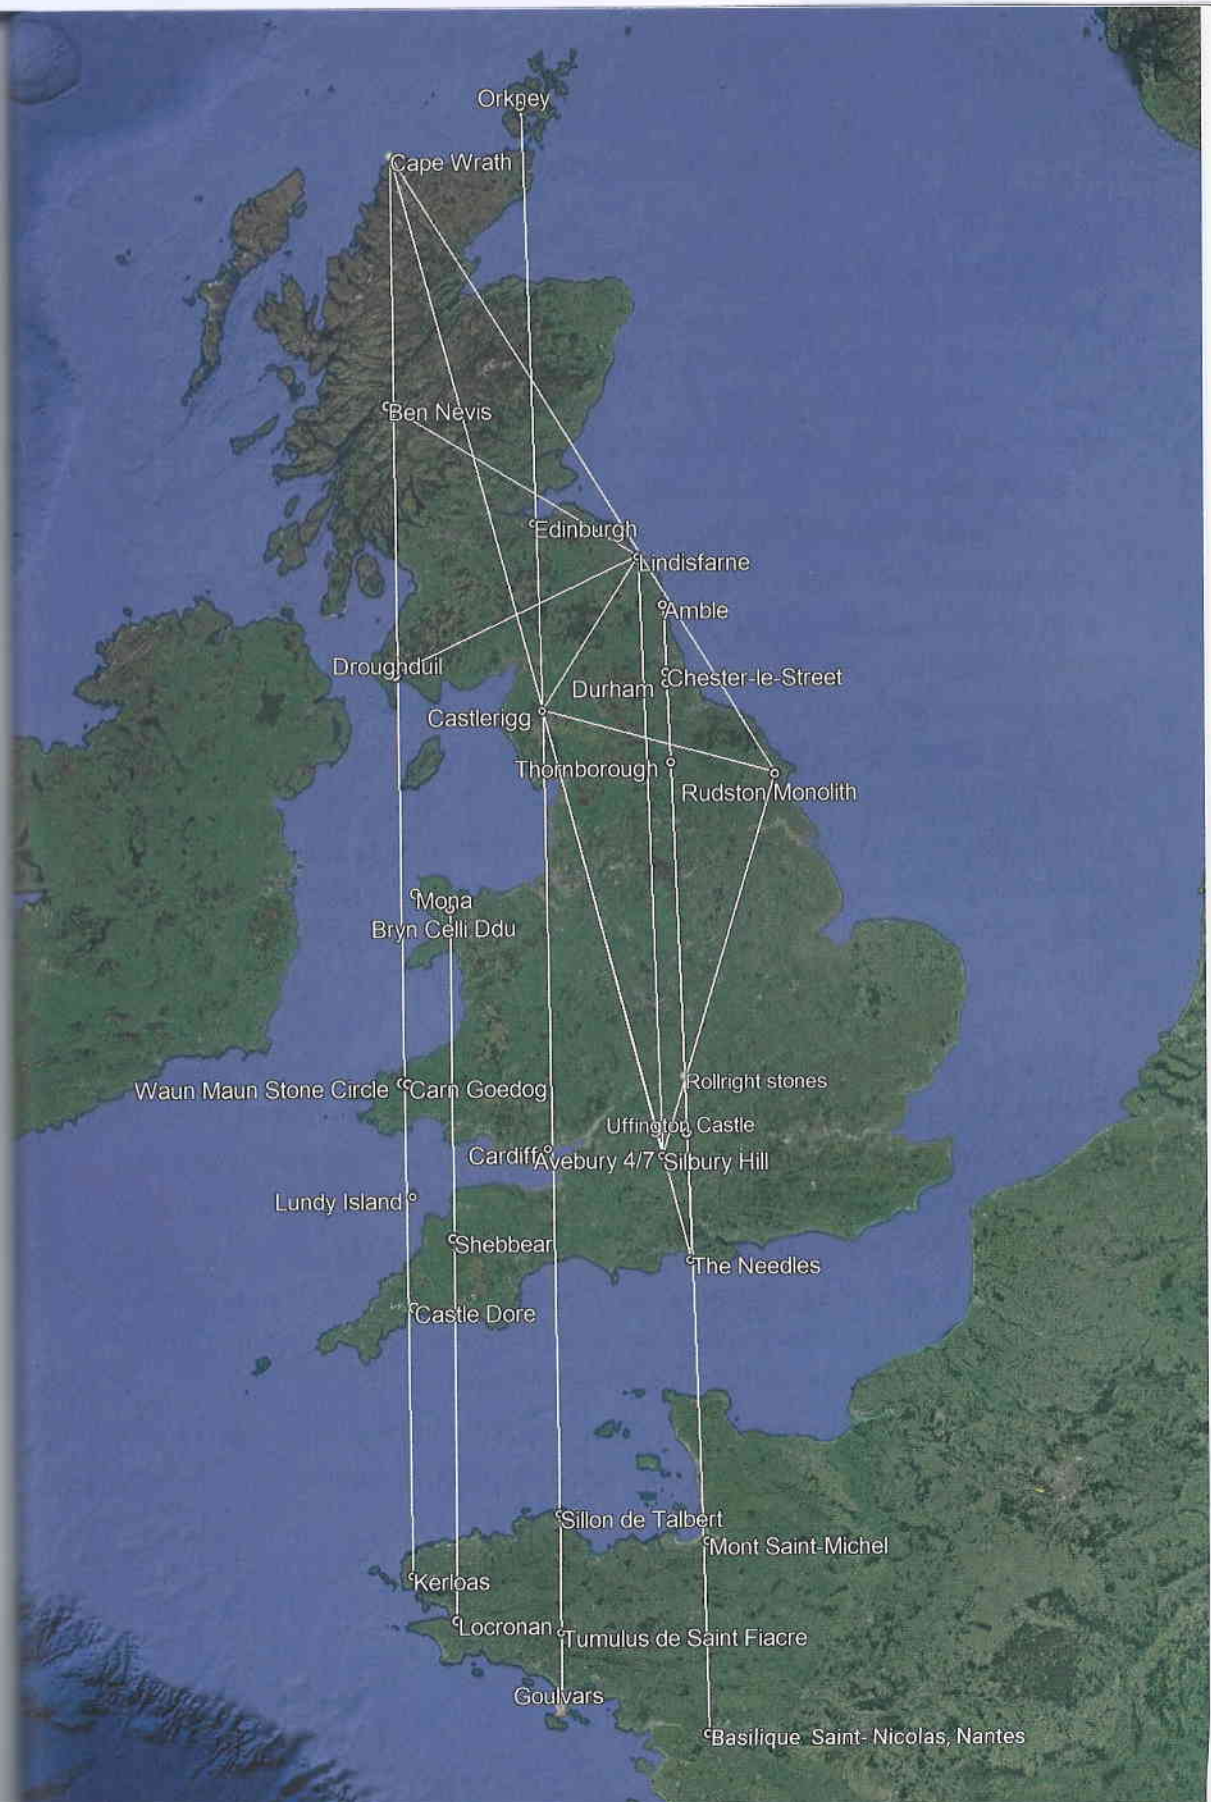 Orkney
Cape Wrath
Ben Nevis
Edinburgh
Lindisfarne
Amble
Droughduil
Chester-le-Street
Durham
Castlerigg
Thornborough
Rudston Monolith
Mona
Bryn Celli Ddu
Waun Maun Stone Circle
Carn Goedog
Rollright stones
Uffington Castle
Cardiff
Avebury 4/7
Silbury Hill
Lundy Island
Shebbear
The Needles
Castle Dore
Sillon de Talbert
Mont Saint-Michel
Kerloas
Locronan
Tumulus de Saint Fiacre
Goulvars
Basilique Saint- Nicolas, Nantes